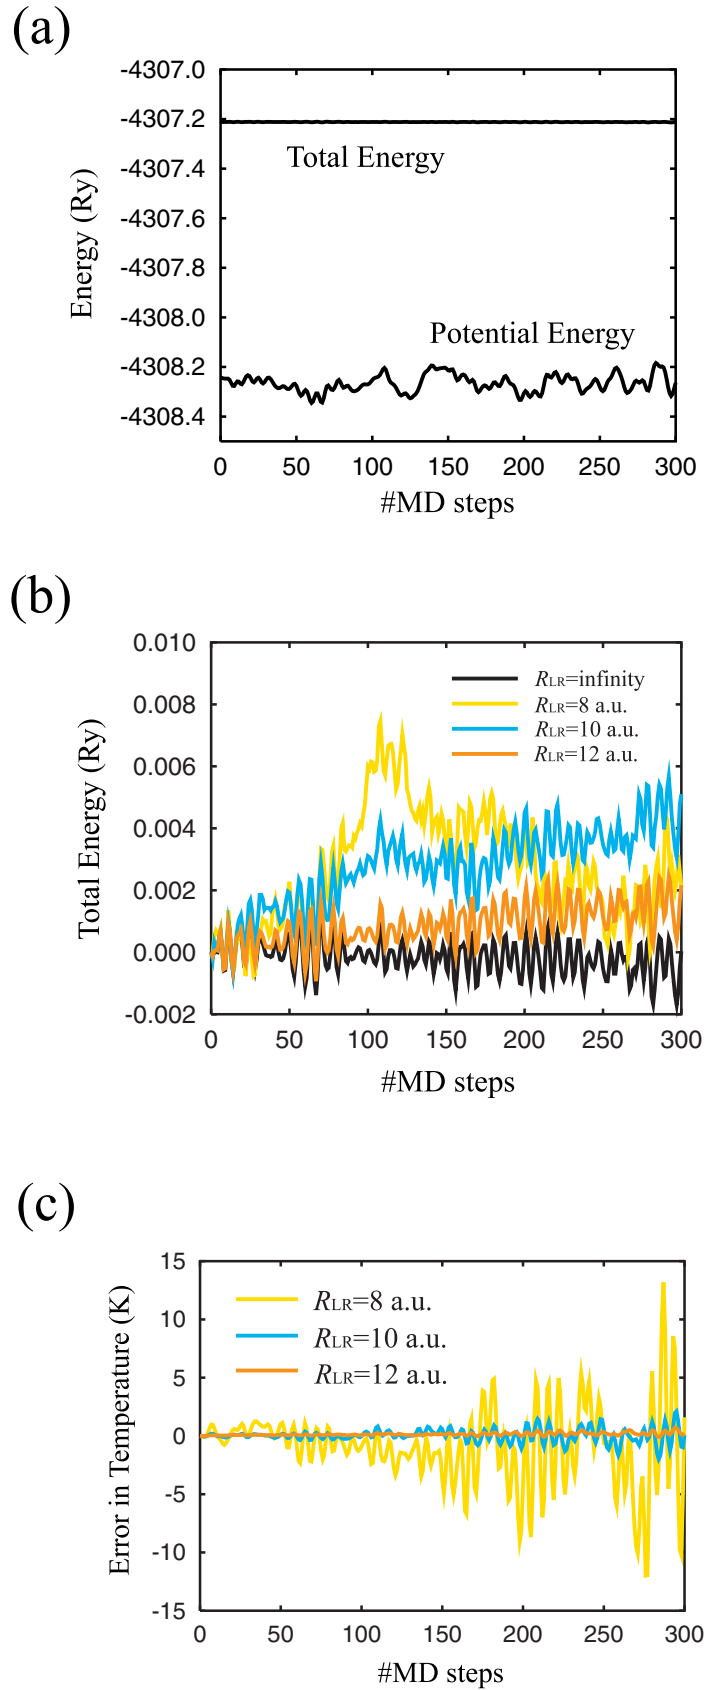 (a)
-4307.0
-4307.2
-4307.4
-4307.6
-4307.8
-4308.0
-4308.2
-4308.4
Energy (Ry)
Total Energy
Potential Energy
0 50 100 150 200 250 300
#MD steps
(b)
0.010
0.008
0.006
0.004
0.002
0.000
-0.002
Total Energy (Ry)
RLR=infinity
RLR=8 a.u.
RLR=10 a.u.
RLR=12 a.u.
0 50 100 150 200 250 300
#MD steps
(c)
15
10
5
0
-5
-10
-15
Error in Temperature (K)
RLR=8 a.u.
RLR=10 a.u.
RLR=12 a.u.
0 50 100 150 200 250 300
#MD steps